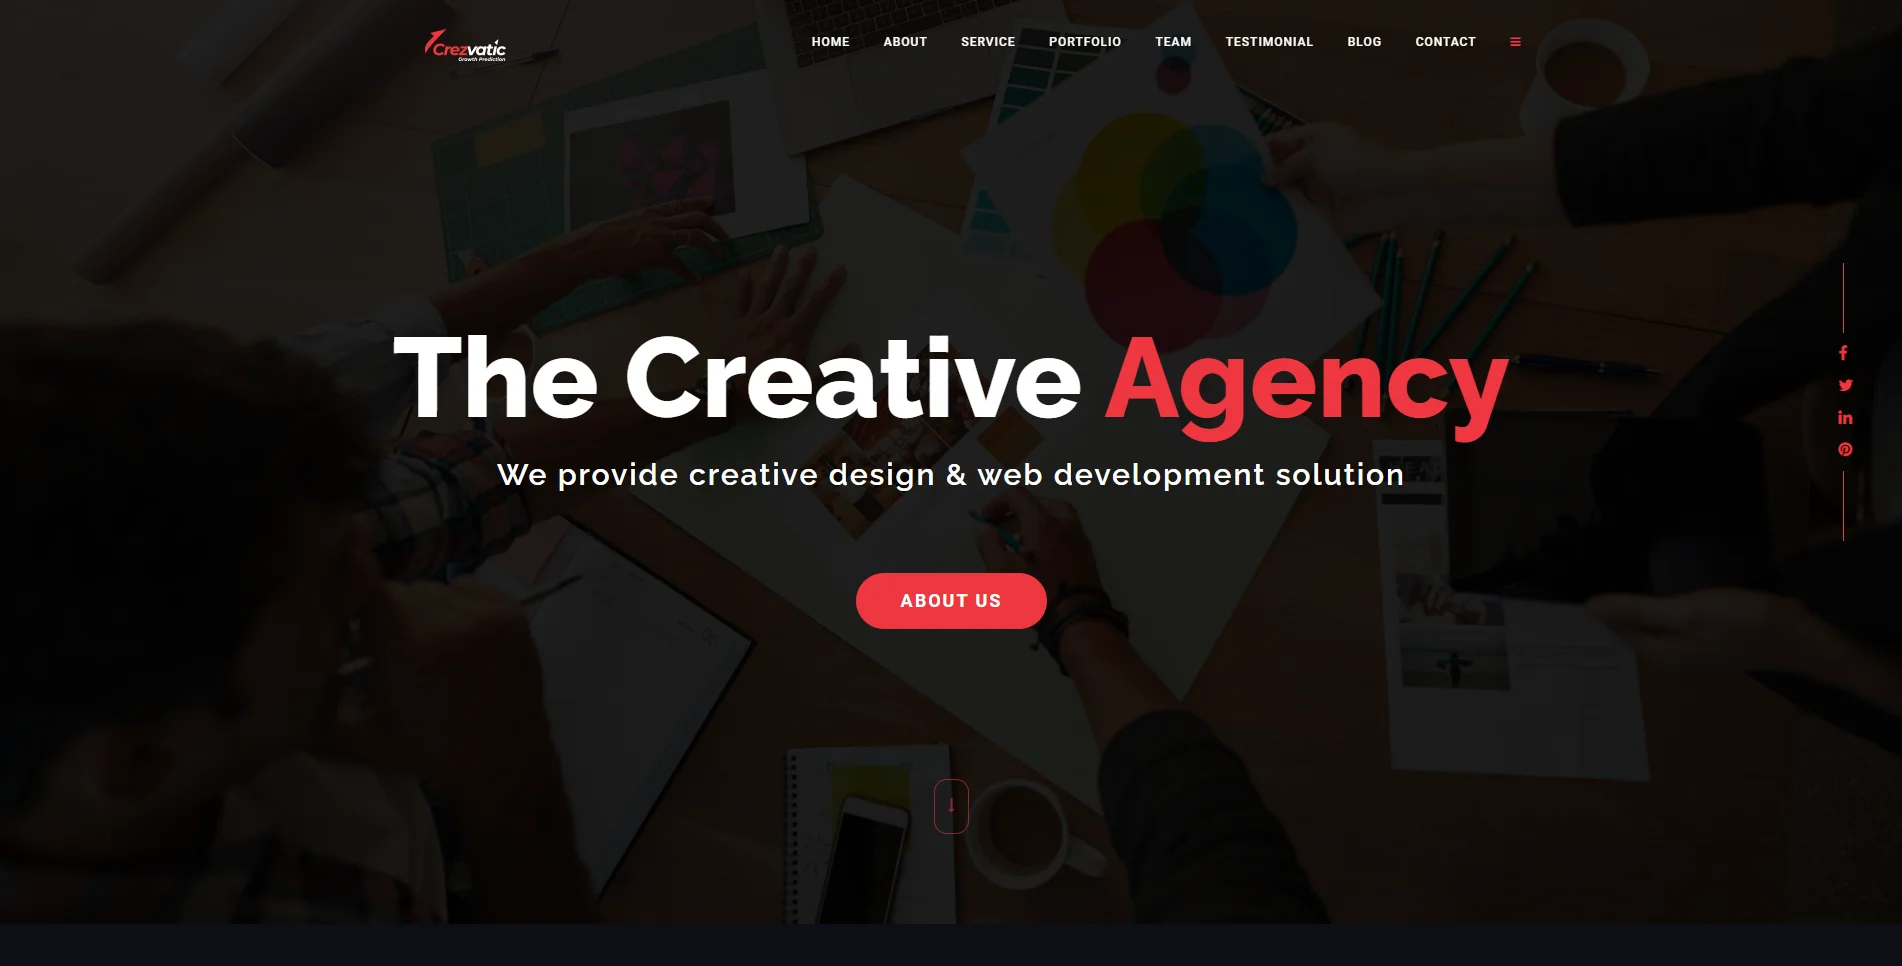 Crezvatic
Growth Prediction
HOME ABOUT SERVICE PORTFOLIO TEAM TESTIMONIAL BLOG CONTACT
The Creative Agency
We provide creative design & web development solution
ABOUT US